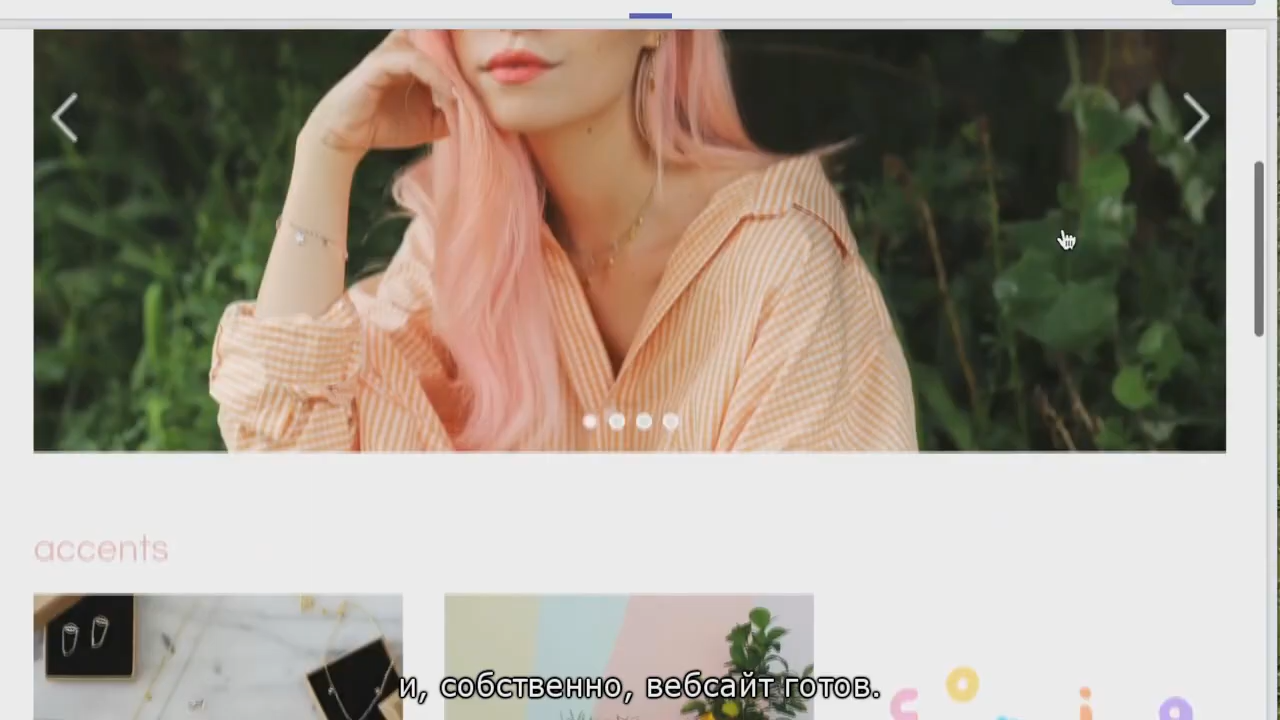 accents
и, собственно, вебсайт готов.